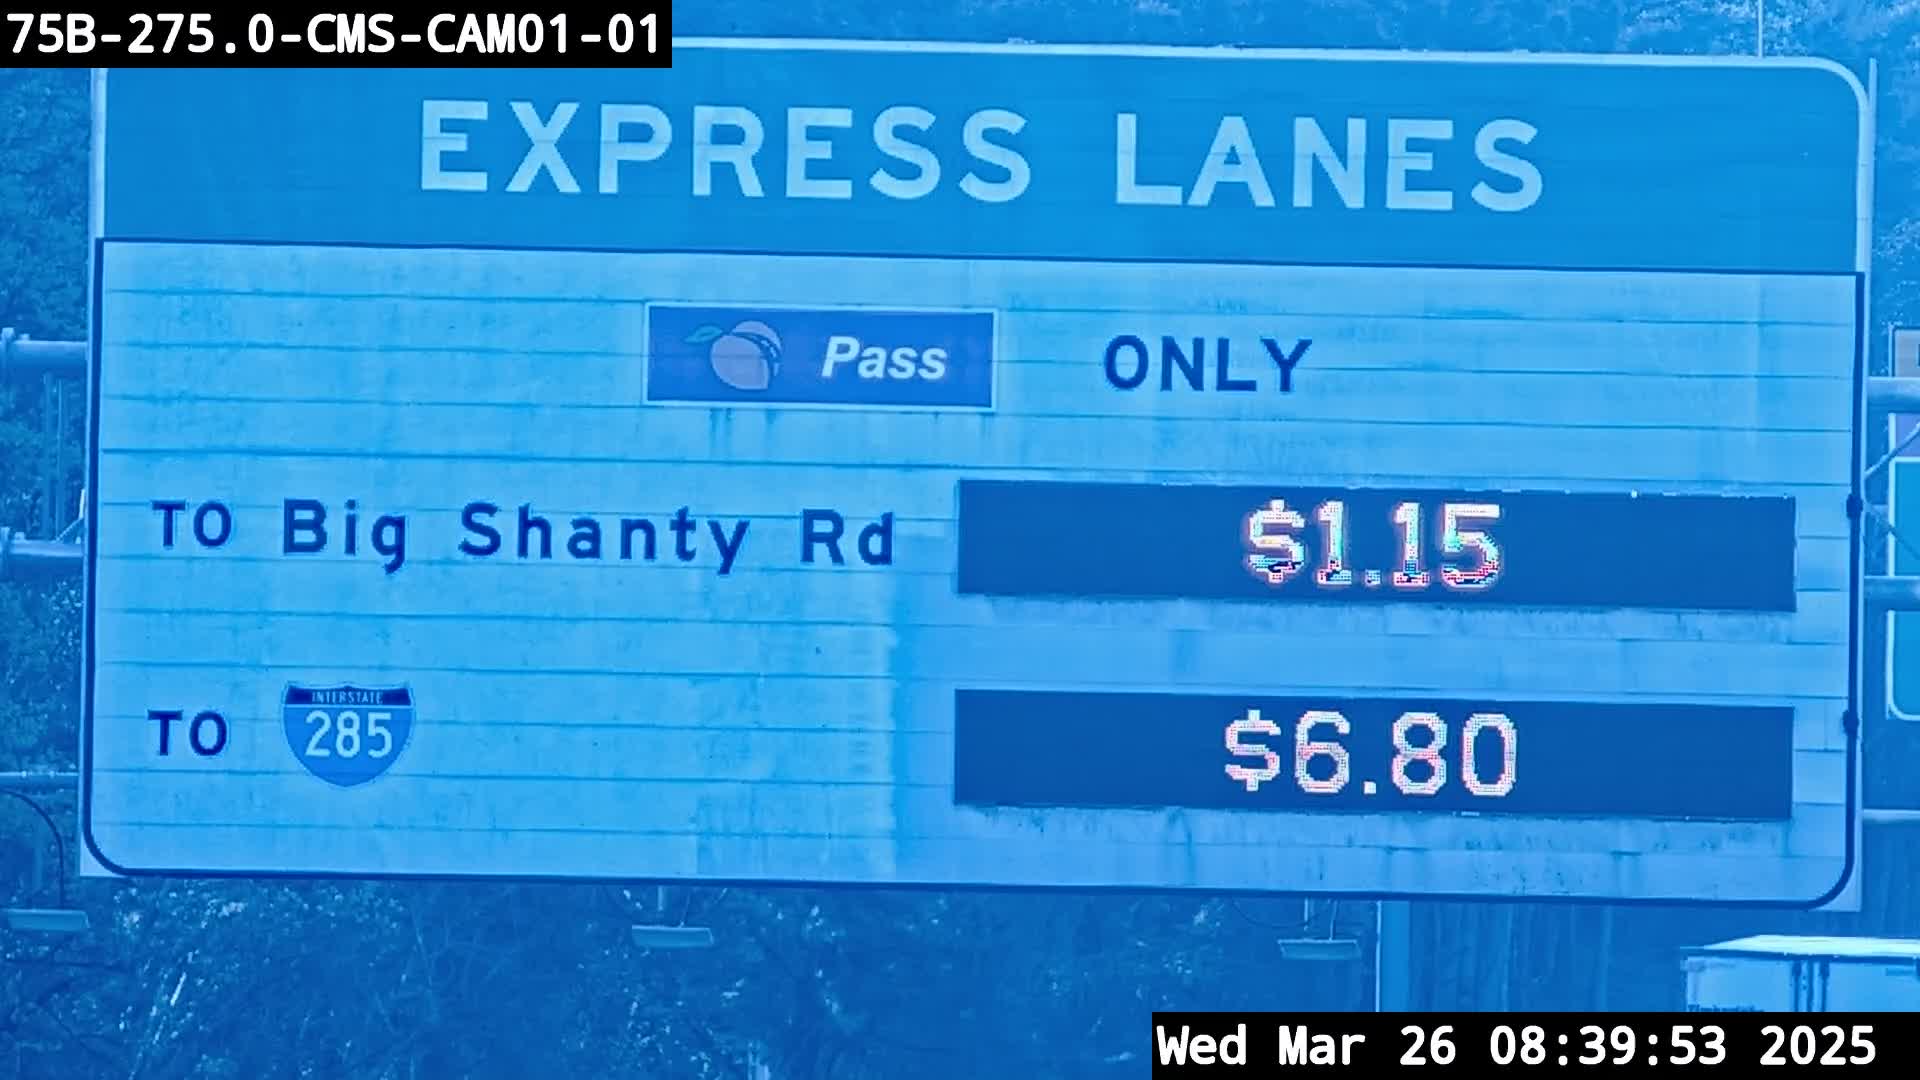 75B-275.0-CMS-CAM01-01
EXPRESS LANES
Pass ONLY
TO Big Shanty Rd $1.15
INTERSTATE
TO 285 $6.80
Wed Mar 26 08:39:53 2025